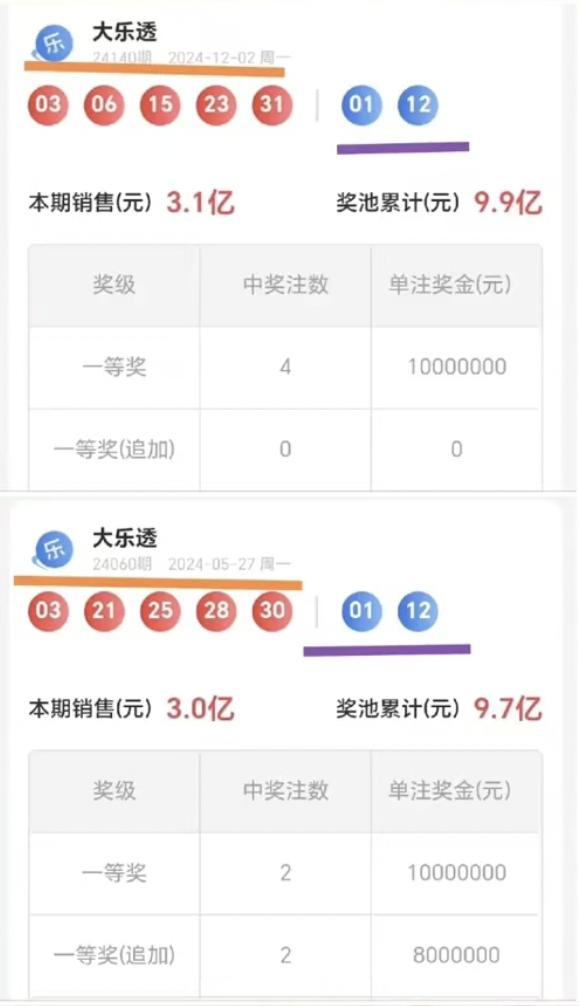 乐
大乐透
24140期 2024-12-02 周一
03 06 15 23 31 01 12
本期销售(元) 3.1亿 奖池累计(元) 9.9亿
奖级 中奖注数 单注奖金(元)
一等奖 4 10000000
一等奖(追加) 0 0
乐
大乐透
24060期 2024-05-27 周一
03 21 25 28 30 01 12
本期销售(元) 3.0亿 奖池累计(元) 9.7亿
奖级 中奖注数 单注奖金(元)
一等奖 2 10000000
一等奖(追加) 2 8000000